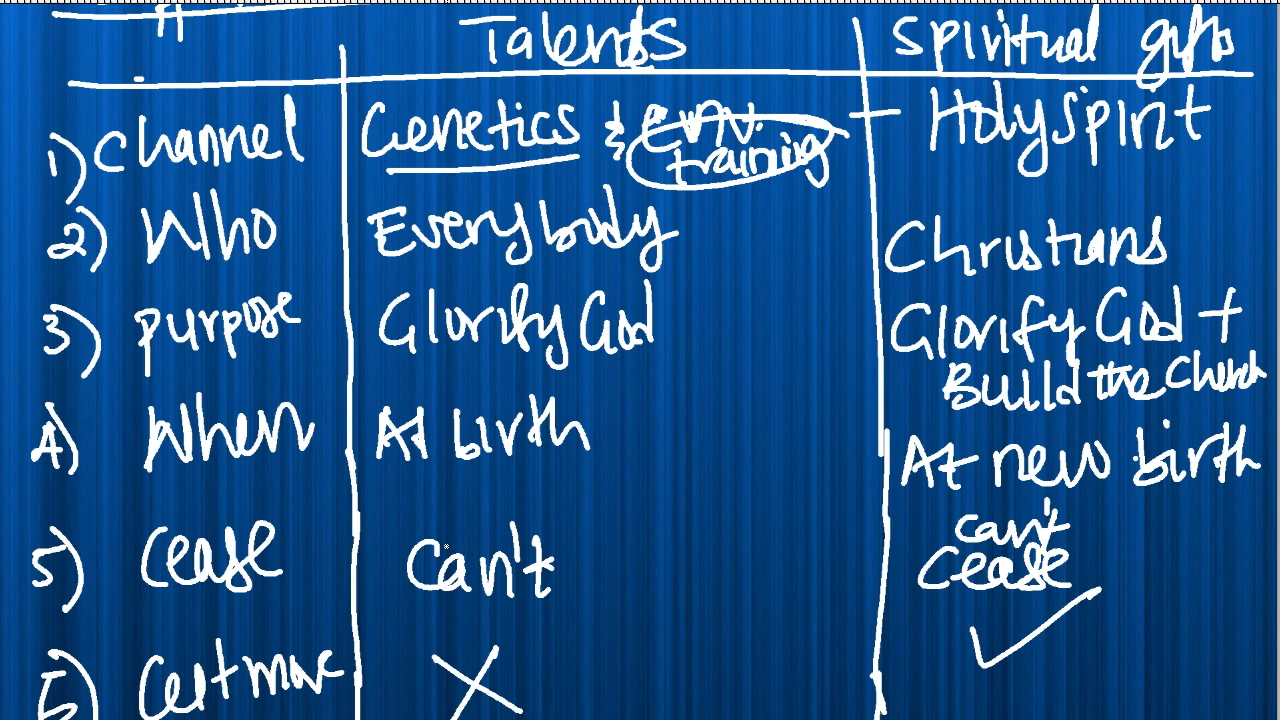 Talents Spiritual gifts
1) Channel Genetics & env. training Holy Spirit
2) Who Everybody Christians
3) purpose Glorify God Glorify God +
Build the Church
4) When At birth At new birth
5) Cease Can't can't
cease
6)